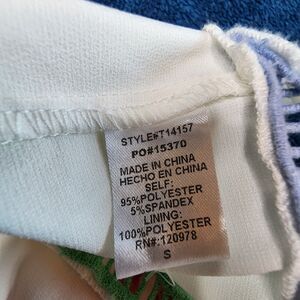 STYLE#T14157
PO#15370
MADE IN CHINA
HECHO EN CHINA
SELF:
95%POLYESTER
5%SPANDEX
LINING:
100%POLYESTER
RN#:120978
S